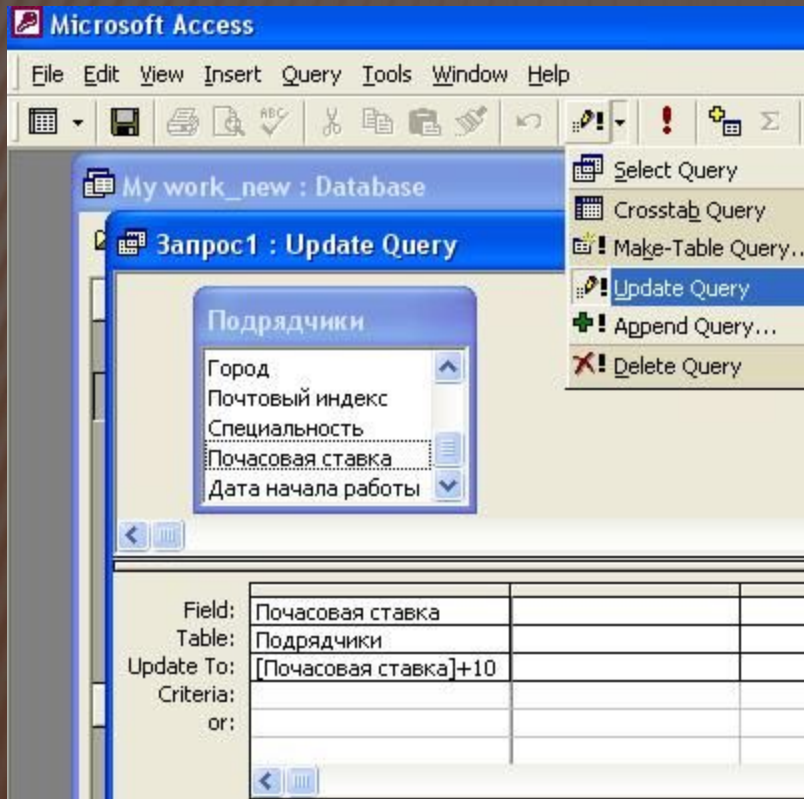 Microsoft Access
File Edit View Insert Query Tools Window Help
ABC
My work_new : Database
Запрос1 : Update Query
Select Query
Crosstab Query
Make-Table Query..
Update Query
Append Query...
Delete Query
Подрядчики
Город
Почтовый индекс
Специальность
Почасовая ставка
Дата начала работы
Field: Почасовая ставка
Table: Подрядчики
Update To: [Почасовая ставка]+10
Criteria:
or: